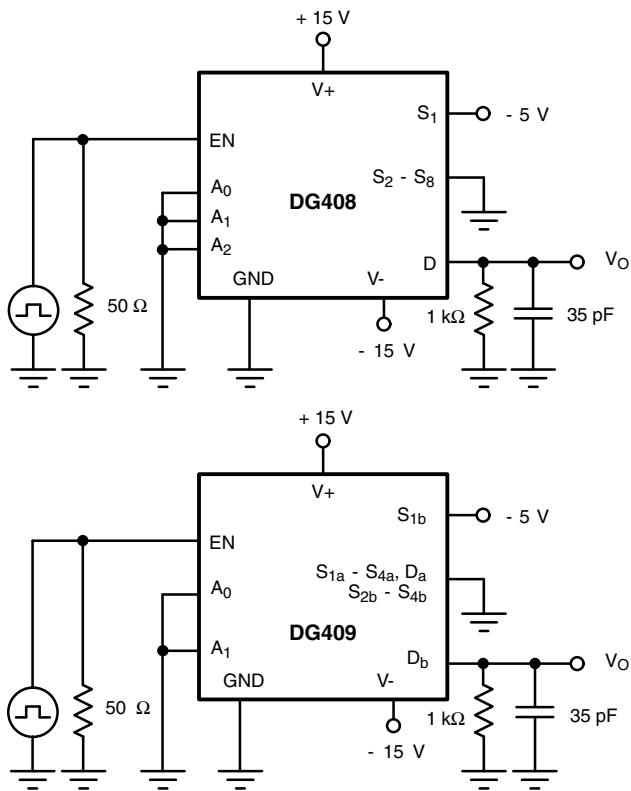 + 15 V
V+
S1
- 5 V
EN
S2 - S8
A0
DG408
A1
A2
D
VO
GND
V-
50 Ω
1 kΩ
35 pF
- 15 V
+ 15 V
V+
S1b
- 5 V
EN
S1a - S4a, Da
A0
S2b - S4b
DG409
A1
Db
VO
GND
V-
50 Ω
1 kΩ
35 pF
- 15 V